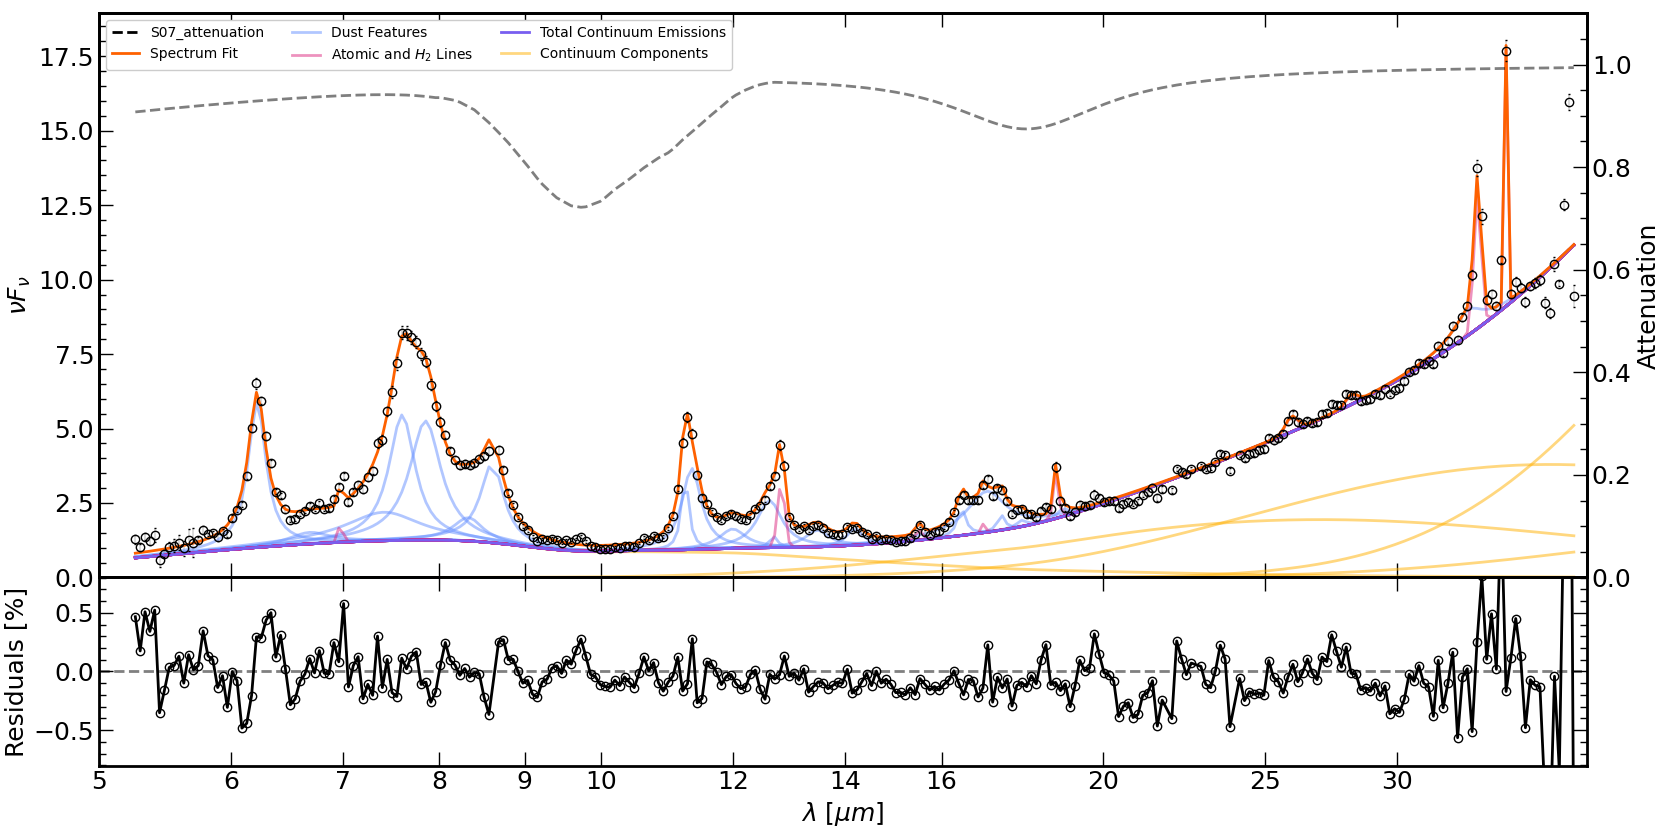 S07_attenuation
Spectrum Fit
Dust Features
Atomic and H₂ Lines
Total Continuum Emissions
Continuum Components
νFᵥ
17.5
15.0
12.5
10.0
7.5
5.0
2.5
0.0
Attenuation
1.0
0.8
0.6
0.4
0.2
0.0
Residuals [%]
0.5
0.0
−0.5
5 6 7 8 9 10 12 14 16 20 25 30
λ [μm]